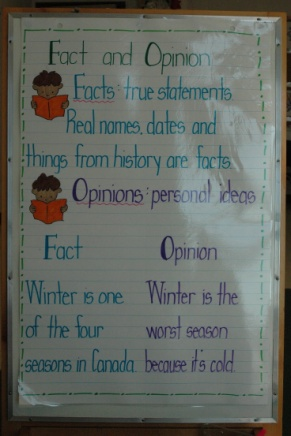 Fact and Opinion
Facts: true statements.
Real names, dates and
things from history are facts.
Opinions: personal ideas
Fact Opinion
Winter is one Winter is the
of the four worst season
seasons in Canada. because it's cold.